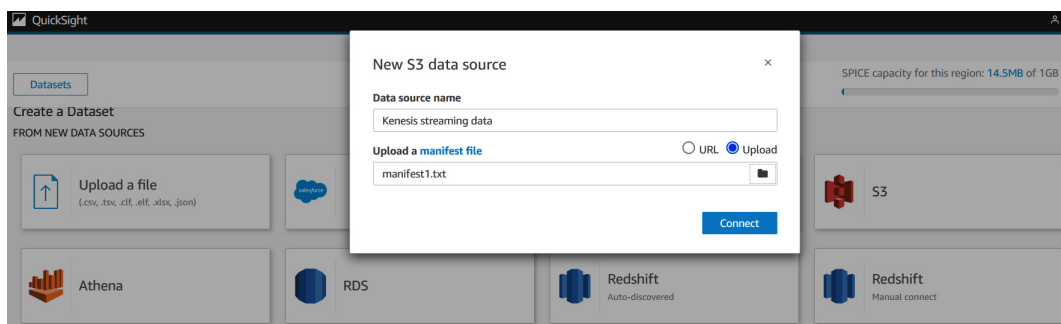 QuickSight
New S3 data source
×
SPICE capacity for this region: 14.5MB of 1GB
Datasets
Data source name
Kenesis streaming data
Create a Dataset
FROM NEW DATA SOURCES
Upload a manifest file
URL Upload
manifest1.txt
Upload a file
(.csv, .tsv, .clf, .elf, .xlsx, .json)
salesforce
S3
Connect
Athena
RDS
Redshift
Auto-discovered
Redshift
Manual connect